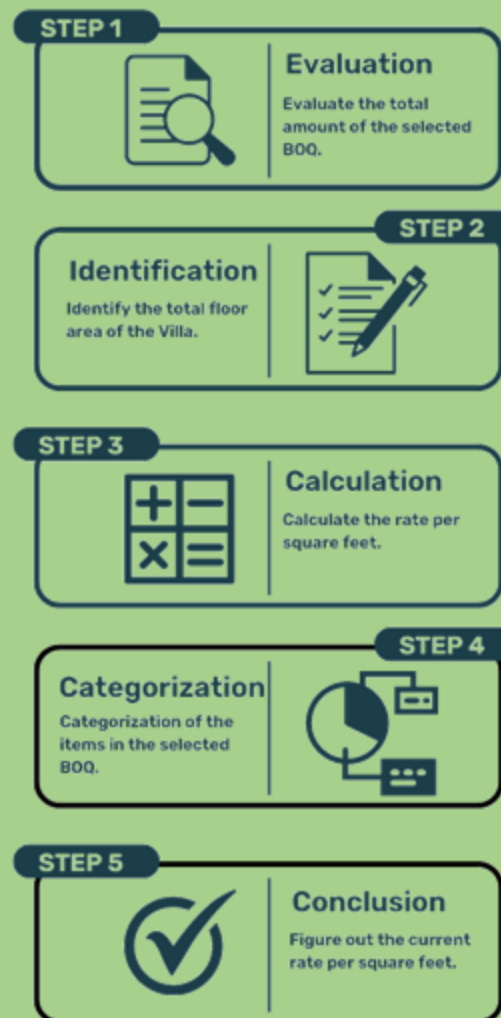 STEP 1
Evaluation
Evaluate the total
amount of the selected
BOQ.
STEP 2
Identification
Identify the total floor
area of the Villa.
STEP 3
Calculation
Calculate the rate per
square feet.
STEP 4
Categorization
Categorization of the
items in the selected
BOQ.
STEP 5
Conclusion
Figure out the current
rate per square feet.